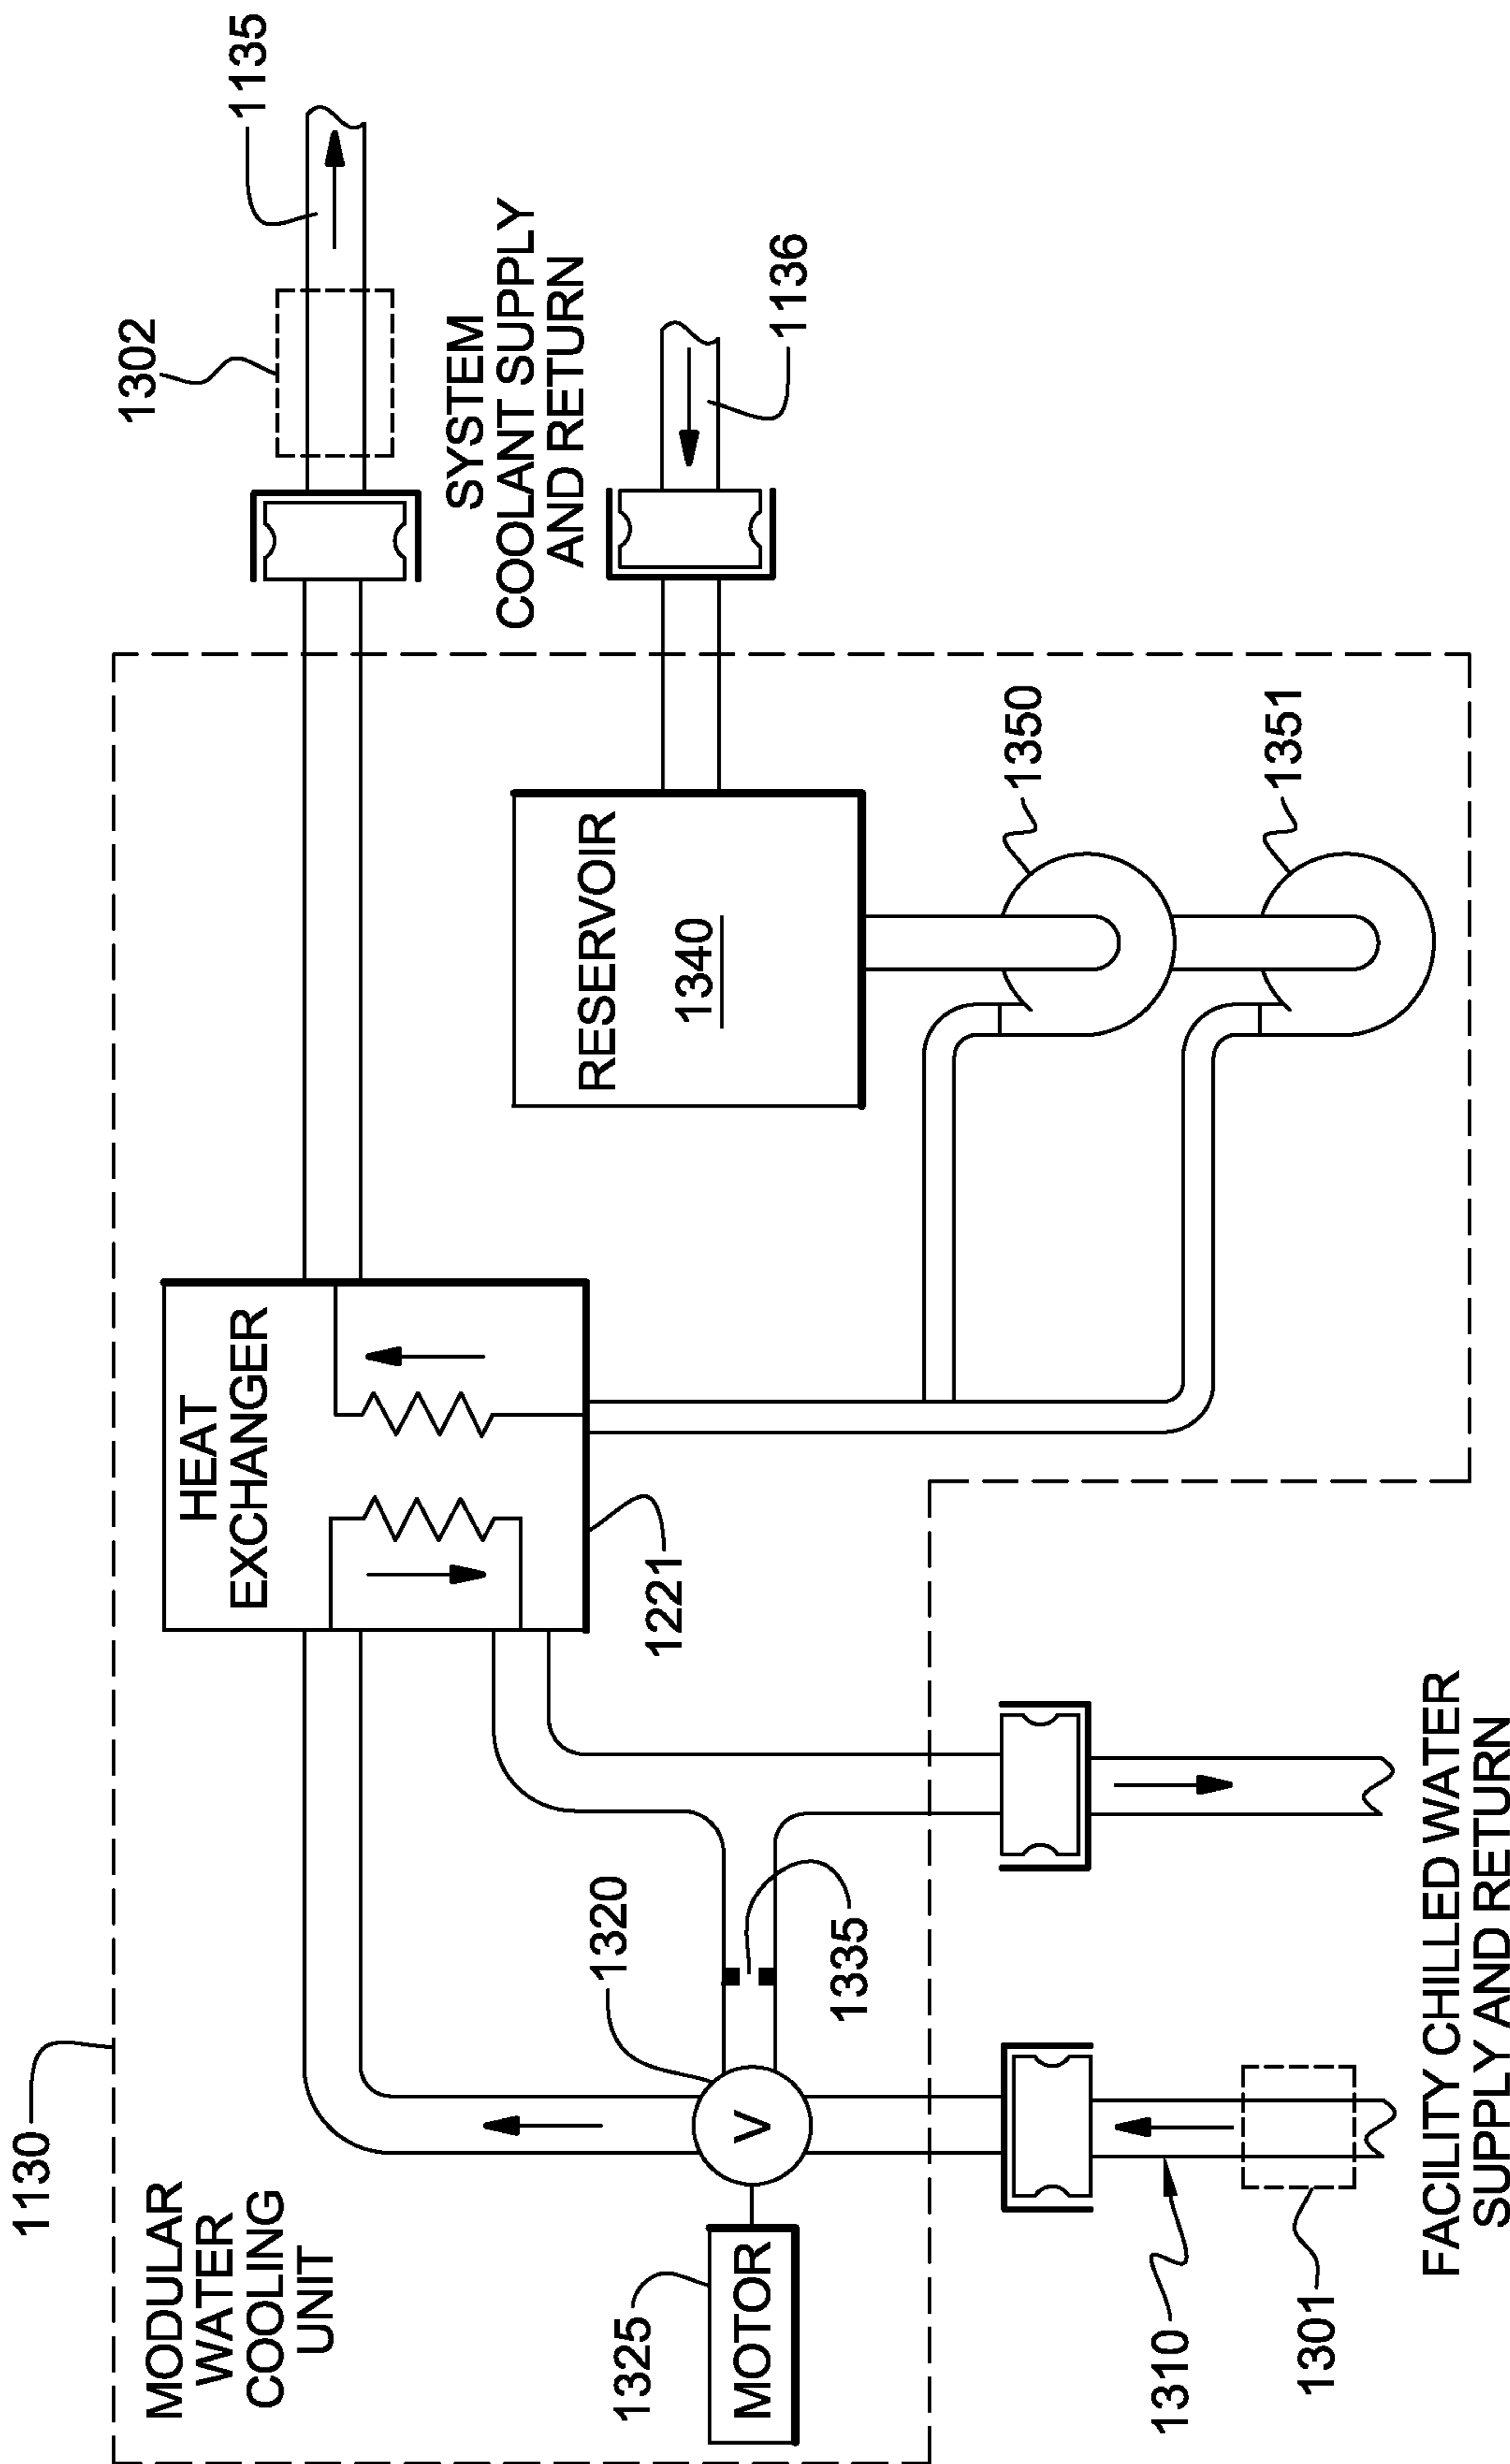 1130
MODULAR
WATER
COOLING
UNIT
1325
MOTOR
V
1320
1335
HEAT
EXCHANGER
1221
RESERVOIR
1340
1350
1351
1302
1135
SYSTEM
COOLANT SUPPLY
AND RETURN
1136
1310
1301
FACILITY CHILLED WATER
SUPPLY AND RETURN